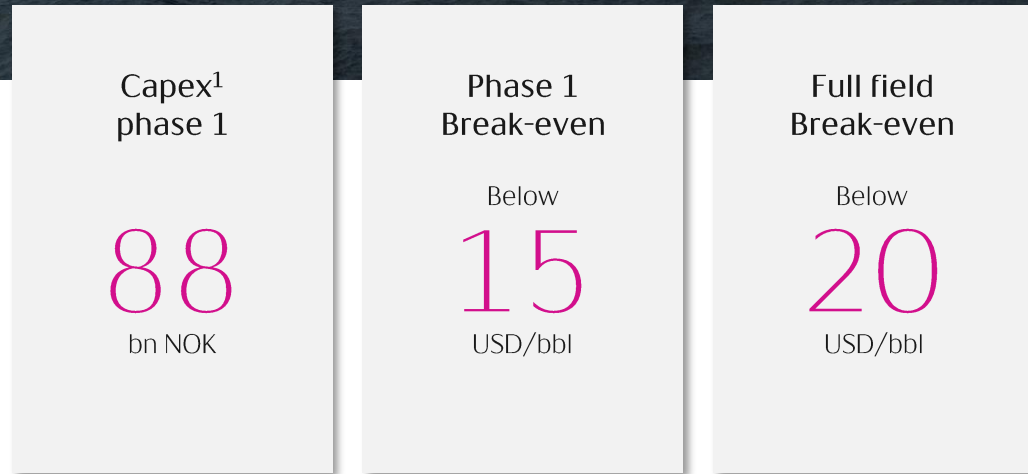 Capex¹
phase 1
88
bn NOK
Phase 1
Break-even
Below
15
USD/bbl
Full field
Break-even
Below
20
USD/bbl